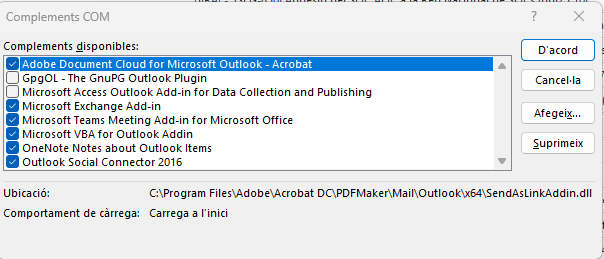 Complements COM
?
×
Complements disponibles:
Adobe Document Cloud for Microsoft Outlook - Acrobat
GpgOL - The GnuPG Outlook Plugin
Microsoft Access Outlook Add-in for Data Collection and Publishing
Microsoft Exchange Add-in
Microsoft Teams Meeting Add-in for Microsoft Office
Microsoft VBA for Outlook Addin
OneNote Notes about Outlook Items
Outlook Social Connector 2016
D'acord
Cancel·la
Afegeix...
Suprimeix
Ubicació: C:\Program Files\Adobe\Acrobat DC\PDFMaker\Mail\Outlook\x64\SendAsLinkAddin.dll
Comportament de càrrega: Carrega a l'inici